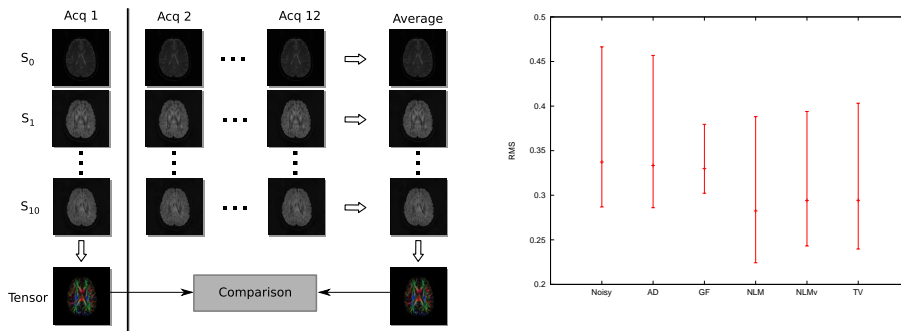 Acq 1 Acq 2 Acq 12 Average
S0
S1
S10
Tensor
Comparison
0.5
0.45
0.4
0.35
0.3
0.25
0.2
RMS
Noisy AD GF NLM NLMv TV